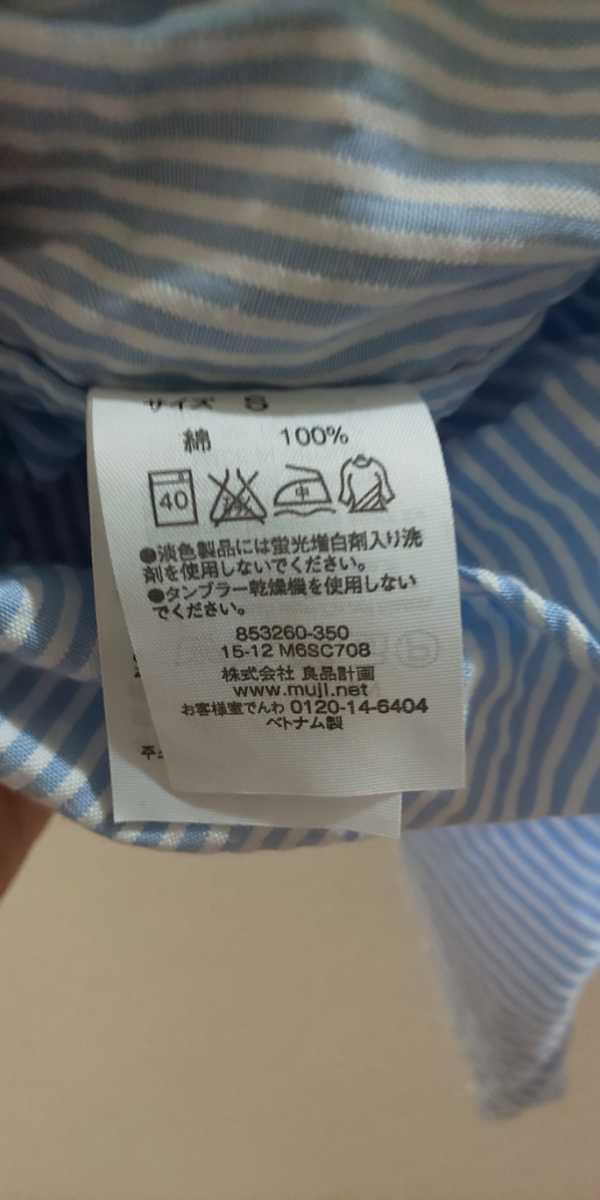 サイズ S
綿 100%
40 中
●淡色製品には蛍光増白剤入り洗
剤を使用しないでください。
●タンブラー乾燥機を使用しない
でください。
853260-350
15-12 M6SC708
株式会社 良品計画
www.muji.net
お客様室でんわ 0120-14-6404
ベトナム製